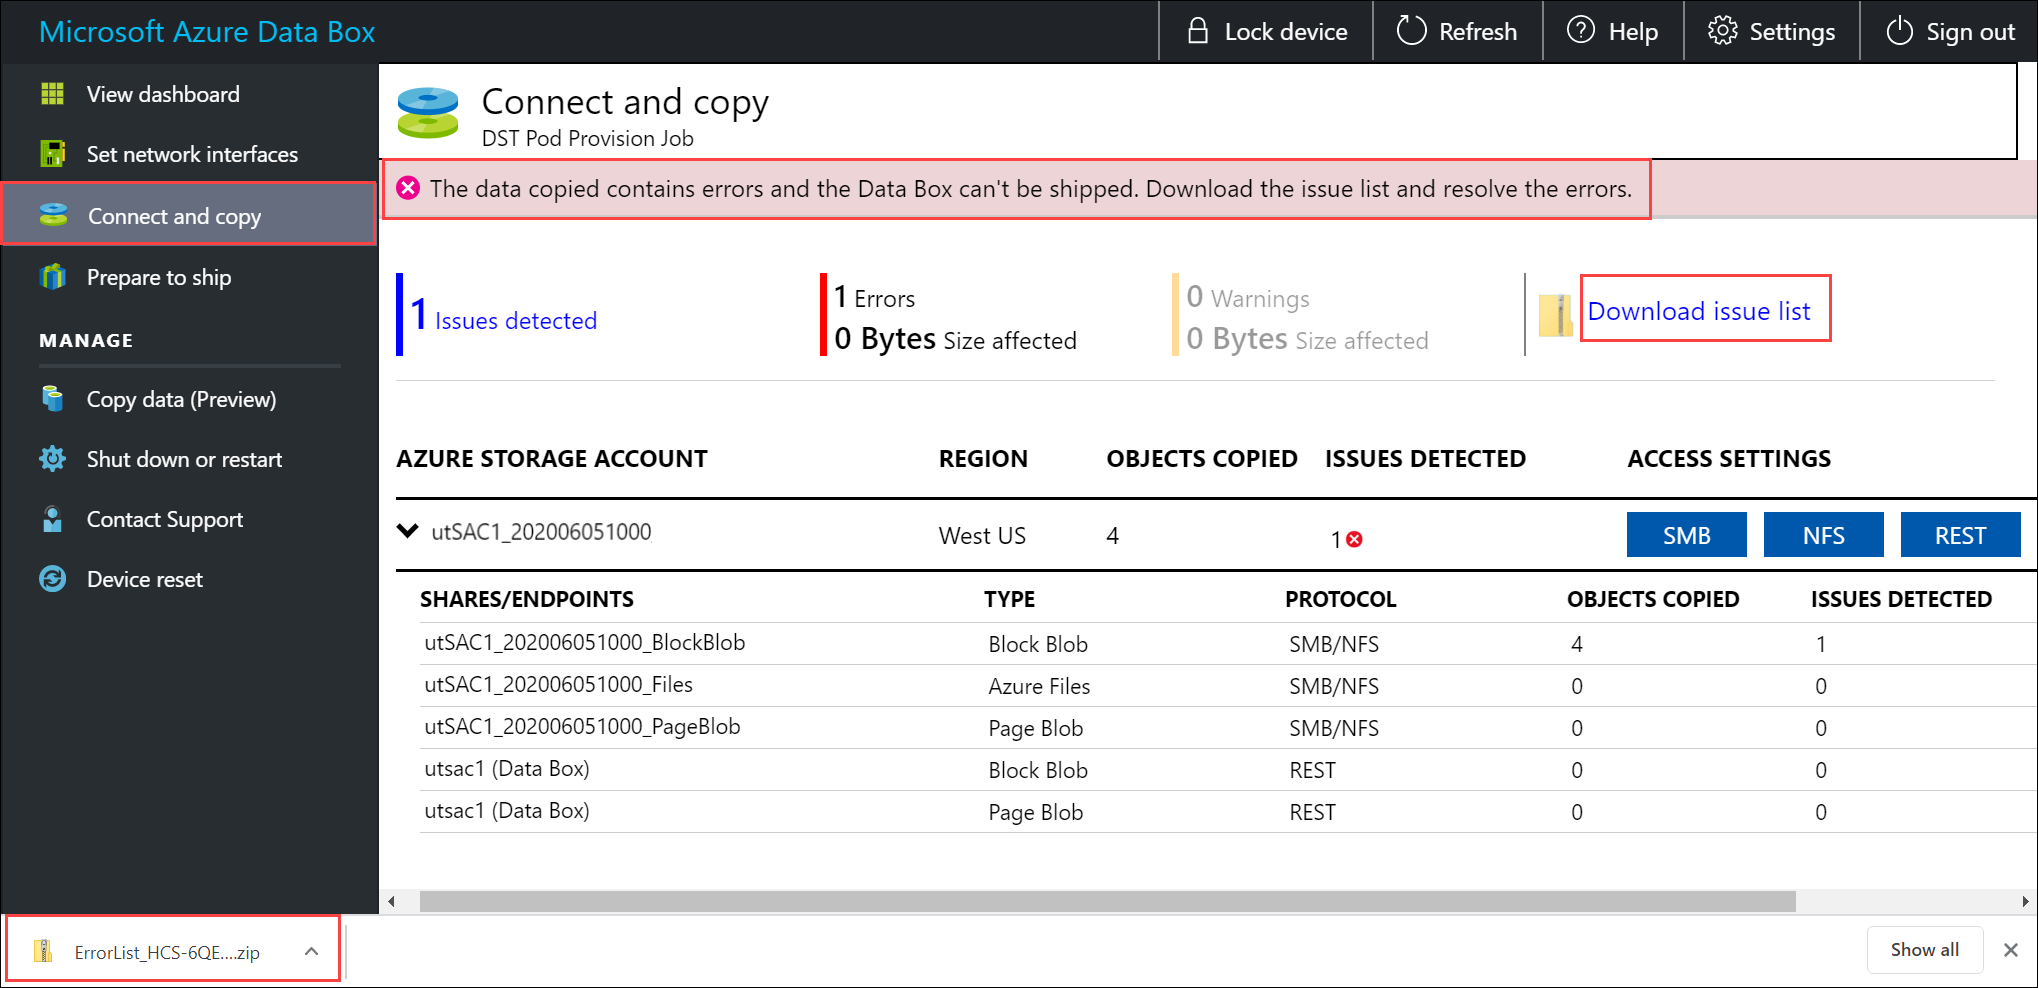 Microsoft Azure Data Box
Lock device
Refresh
Help
Settings
Sign out
View dashboard
Set network interfaces
Connect and copy
Prepare to ship
MANAGE
Copy data (Preview)
Shut down or restart
Contact Support
Device reset
Connect and copy
DST Pod Provision Job
The data copied contains errors and the Data Box can't be shipped. Download the issue list and resolve the errors.
1 Issues detected
1 Errors
0 Bytes Size affected
0 Warnings
0 Bytes Size affected
Download issue list
AZURE STORAGE ACCOUNT REGION OBJECTS COPIED ISSUES DETECTED ACCESS SETTINGS
utSAC1_202006051000 West US 4 1 SMB NFS REST
SHARES/ENDPOINTS TYPE PROTOCOL OBJECTS COPIED ISSUES DETECTED
utSAC1_202006051000_BlockBlob Block Blob SMB/NFS 4 1
utSAC1_202006051000_Files Azure Files SMB/NFS 0 0
utSAC1_202006051000_PageBlob Page Blob SMB/NFS 0 0
utsac1 (Data Box) Block Blob REST 0 0
utsac1 (Data Box) Page Blob REST 0 0
ErrorList_HCS-6QE....zip
Show all